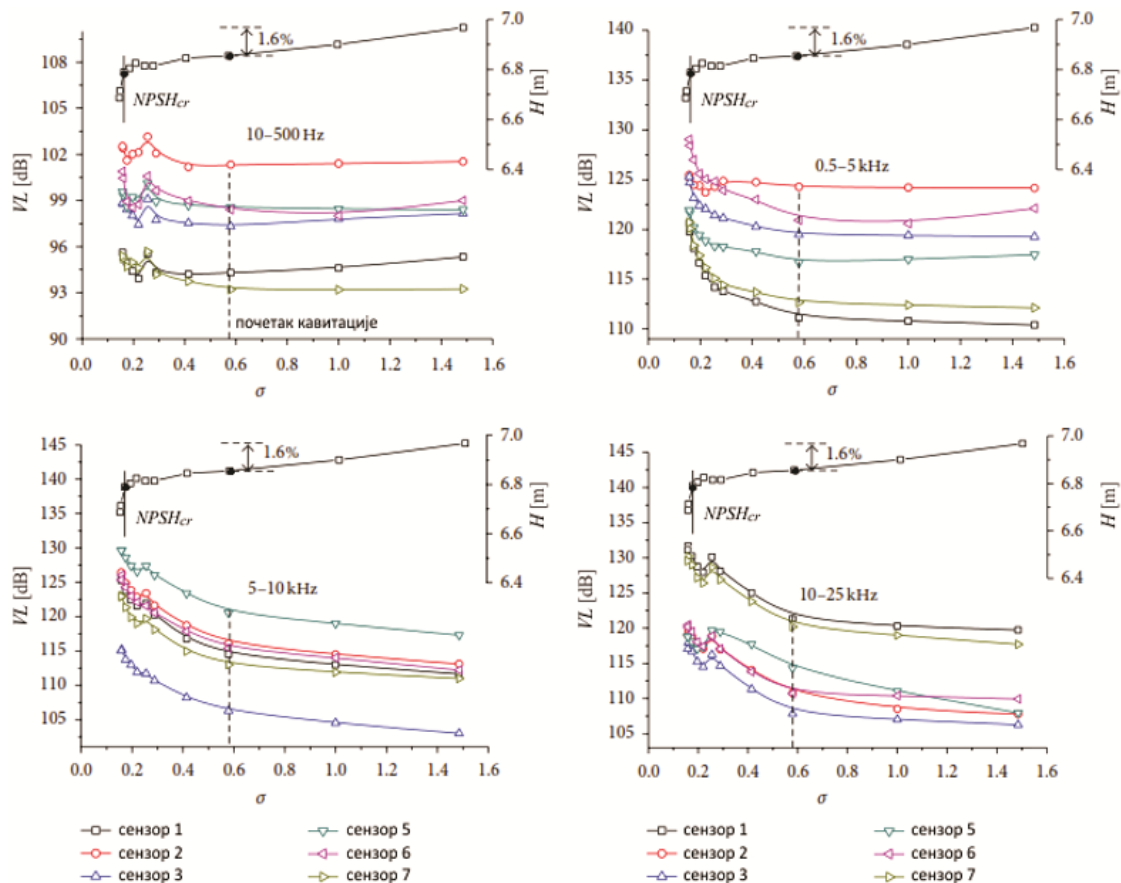 108
105
102
99
96
93
90
VL [dB]
1.6%
NPSHcr
10–500 Hz
почетак кавитације
7.0
6.8
6.6
6.4
H [m]
0.0 0.2 0.4 0.6 0.8 1.0 1.2 1.4 1.6
σ
140
135
130
125
120
115
110
VL [dB]
1.6%
NPSHcr
0.5–5 kHz
7.0
6.8
6.6
6.4
H [m]
0.0 0.2 0.4 0.6 0.8 1.0 1.2 1.4 1.6
σ
145
140
135
130
125
120
115
110
105
VL [dB]
1.6%
NPSHcr
5–10 kHz
7.0
6.8
6.6
6.4
H [m]
0.0 0.2 0.4 0.6 0.8 1.0 1.2 1.4 1.6
σ
145
140
135
130
125
120
115
110
105
VL [dB]
1.6%
NPSHcr
10–25 kHz
7.0
6.8
6.6
6.4
H [m]
0.0 0.2 0.4 0.6 0.8 1.0 1.2 1.4 1.6
σ
сензор 1 сензор 5
сензор 2 сензор 6
сензор 3 сензор 7
сензор 1 сензор 5
сензор 2 сензор 6
сензор 3 сензор 7